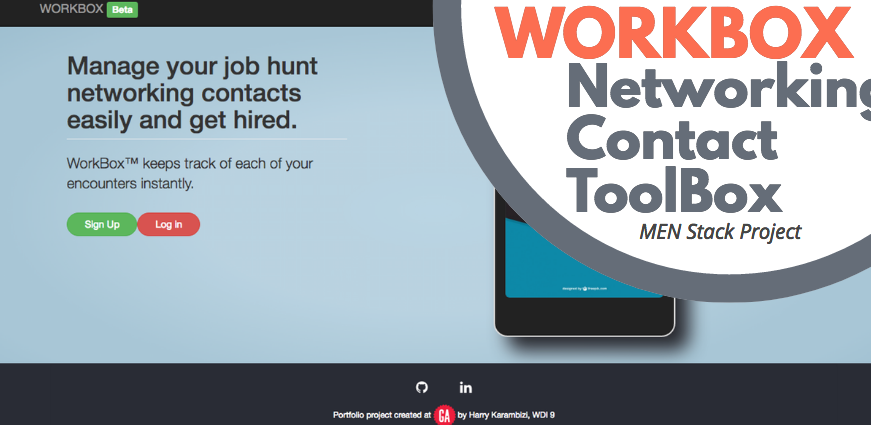 WORKBOX Beta
Manage your job hunt
networking contacts
easily and get hired.
WorkBox™ keeps track of each of your
encounters instantly.
Sign Up Log in
WORKBOX
Networking
Contact
ToolBox
MEN Stack Project
designed by freepik.com
in
Portfolio project created at GA by Harry Karambizi, WDI 9